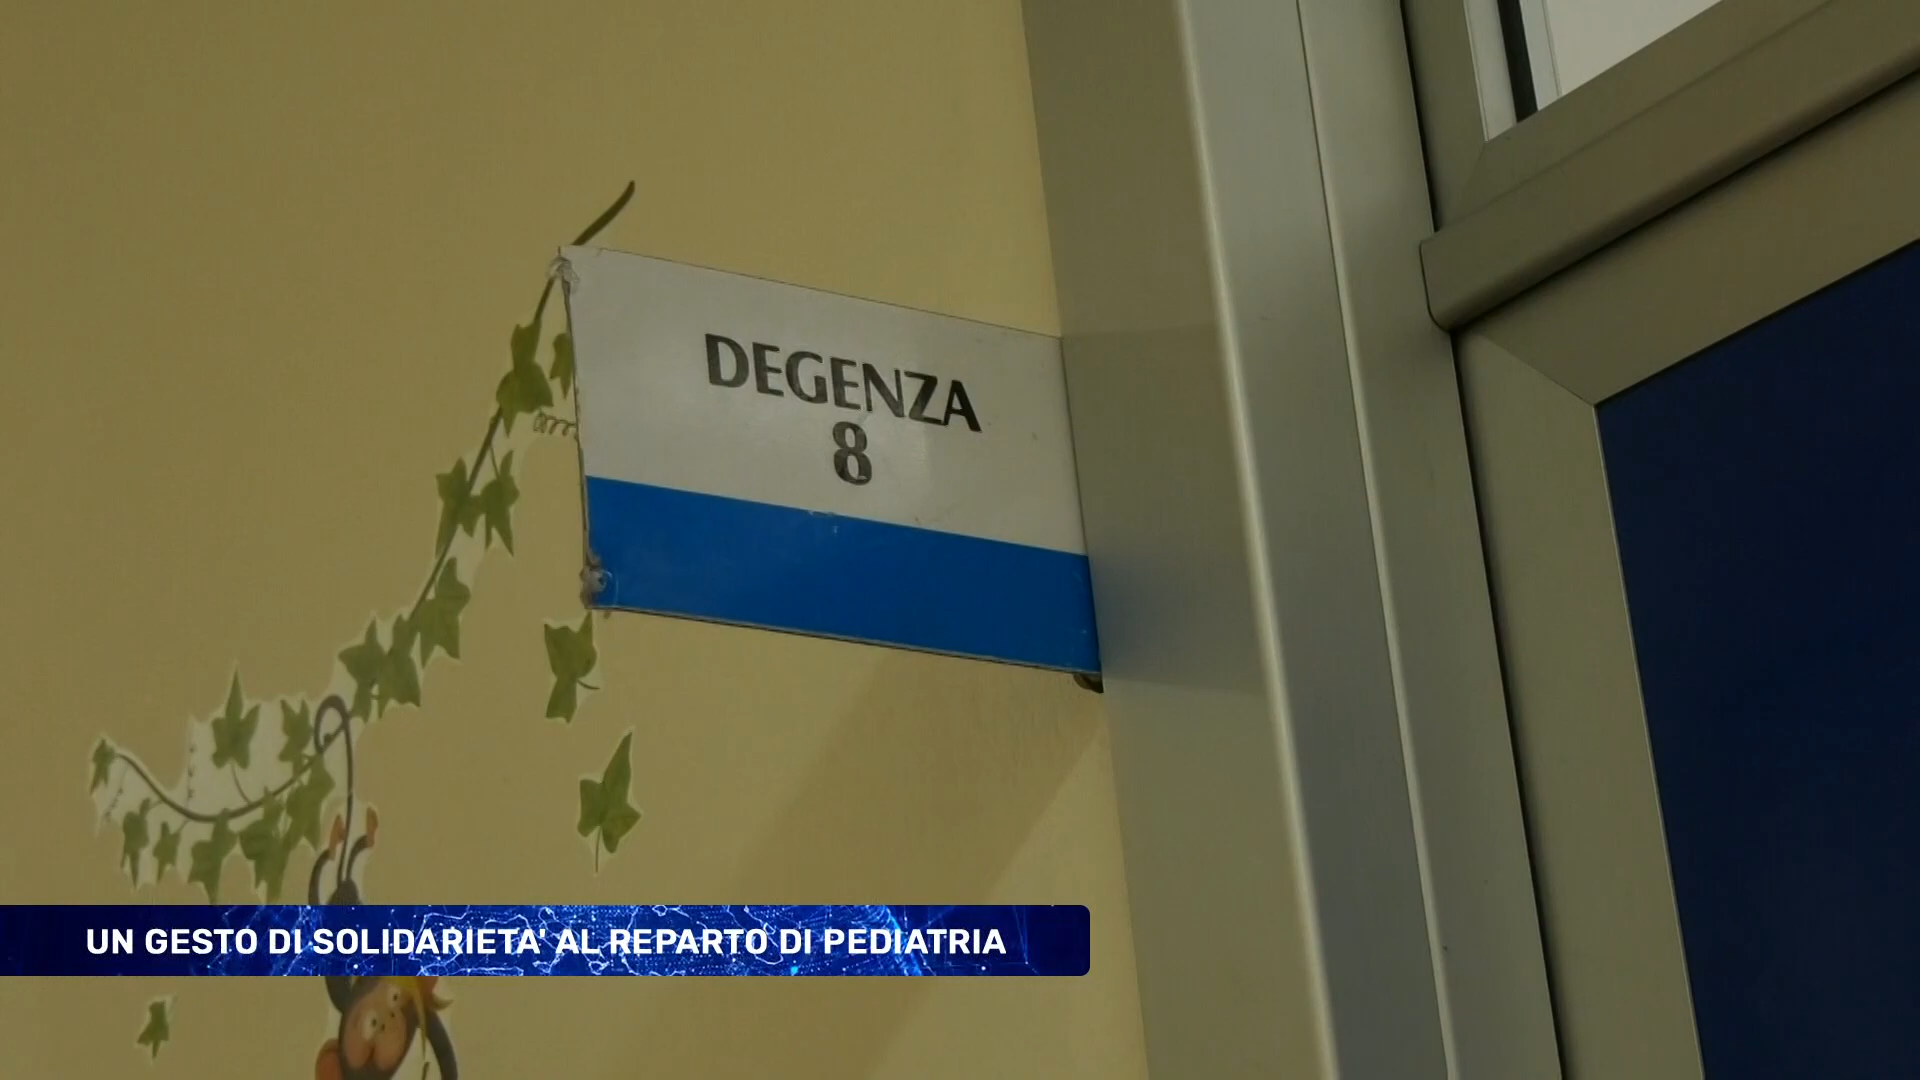 DEGENZA
8
UN GESTO DI SOLIDARIETA' AL REPARTO DI PEDIATRIA